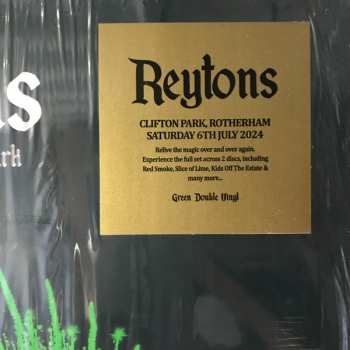 Reytons
CLIFTON PARK, ROTHERHAM
SATURDAY 6TH JULY 2024
Relive the magic over and over again.
Experience the full set across 2 discs, including
Red Smoke, Slice of Lime, Kids Off The Estate &
many more...
Green Double Vinyl